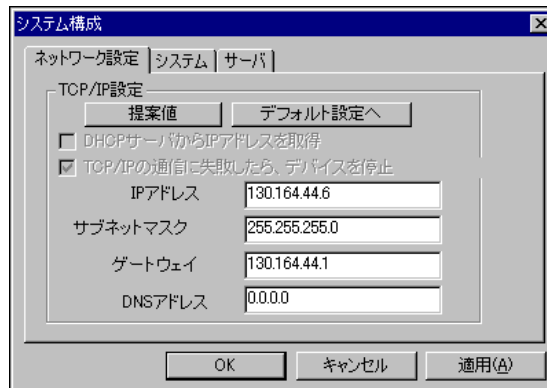 システム構成
ネットワーク設定 システム サーバ
TCP/IP設定
提案値 デフォルト設定へ
DHCPサーバからIPアドレスを取得
TCP/IPの通信に失敗したら、デバイスを停止
IPアドレス 130.164.44.6
サブネットマスク 255.255.255.0
ゲートウェイ 130.164.44.1
DNSアドレス 0.0.0.0
OK キャンセル 適用(A)